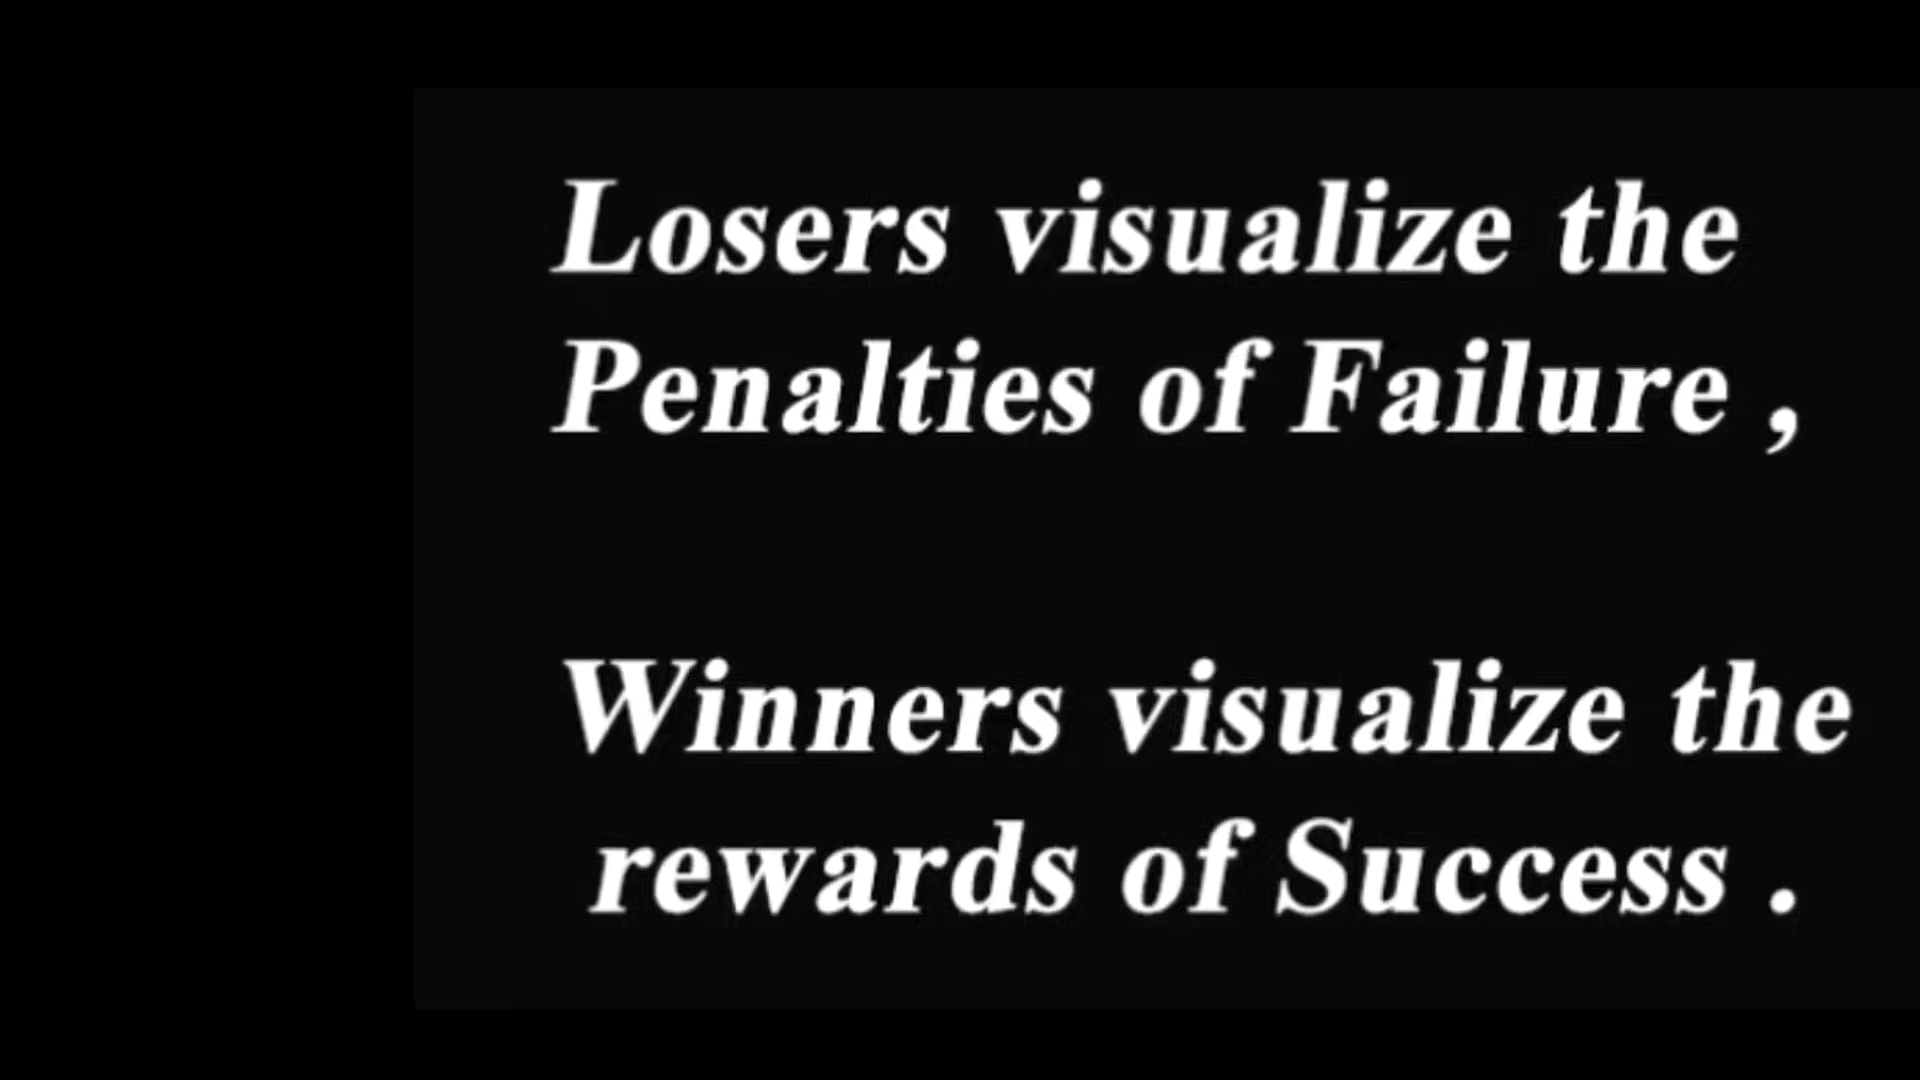 Losers visualize the
Penalties of Failure ,
Winners visualize the
rewards of Success .